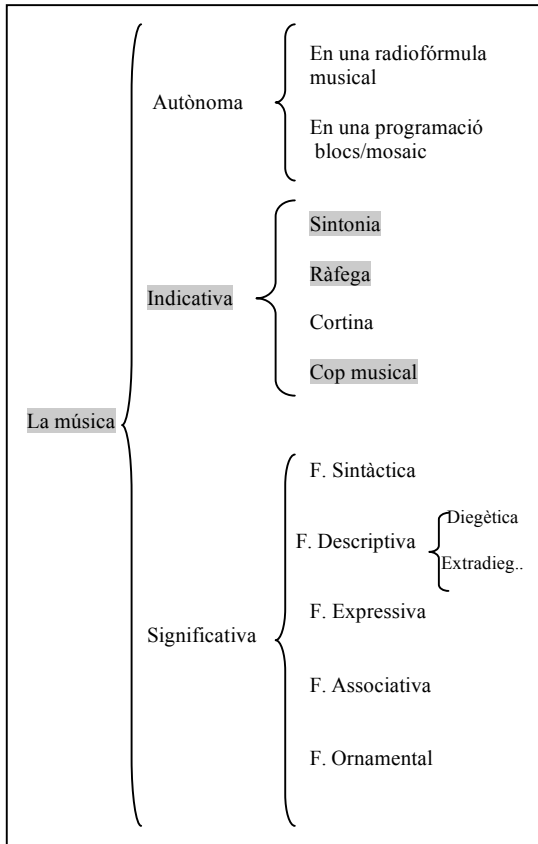 La música
Autònoma
En una radiofórmula
musical
En una programació
blocs/mosaic
Indicativa
Sintonia
Ràfega
Cortina
Cop musical
Significativa
F. Sintàctica
F. Descriptiva
Diegètica
Extradieg..
F. Expressiva
F. Associativa
F. Ornamental